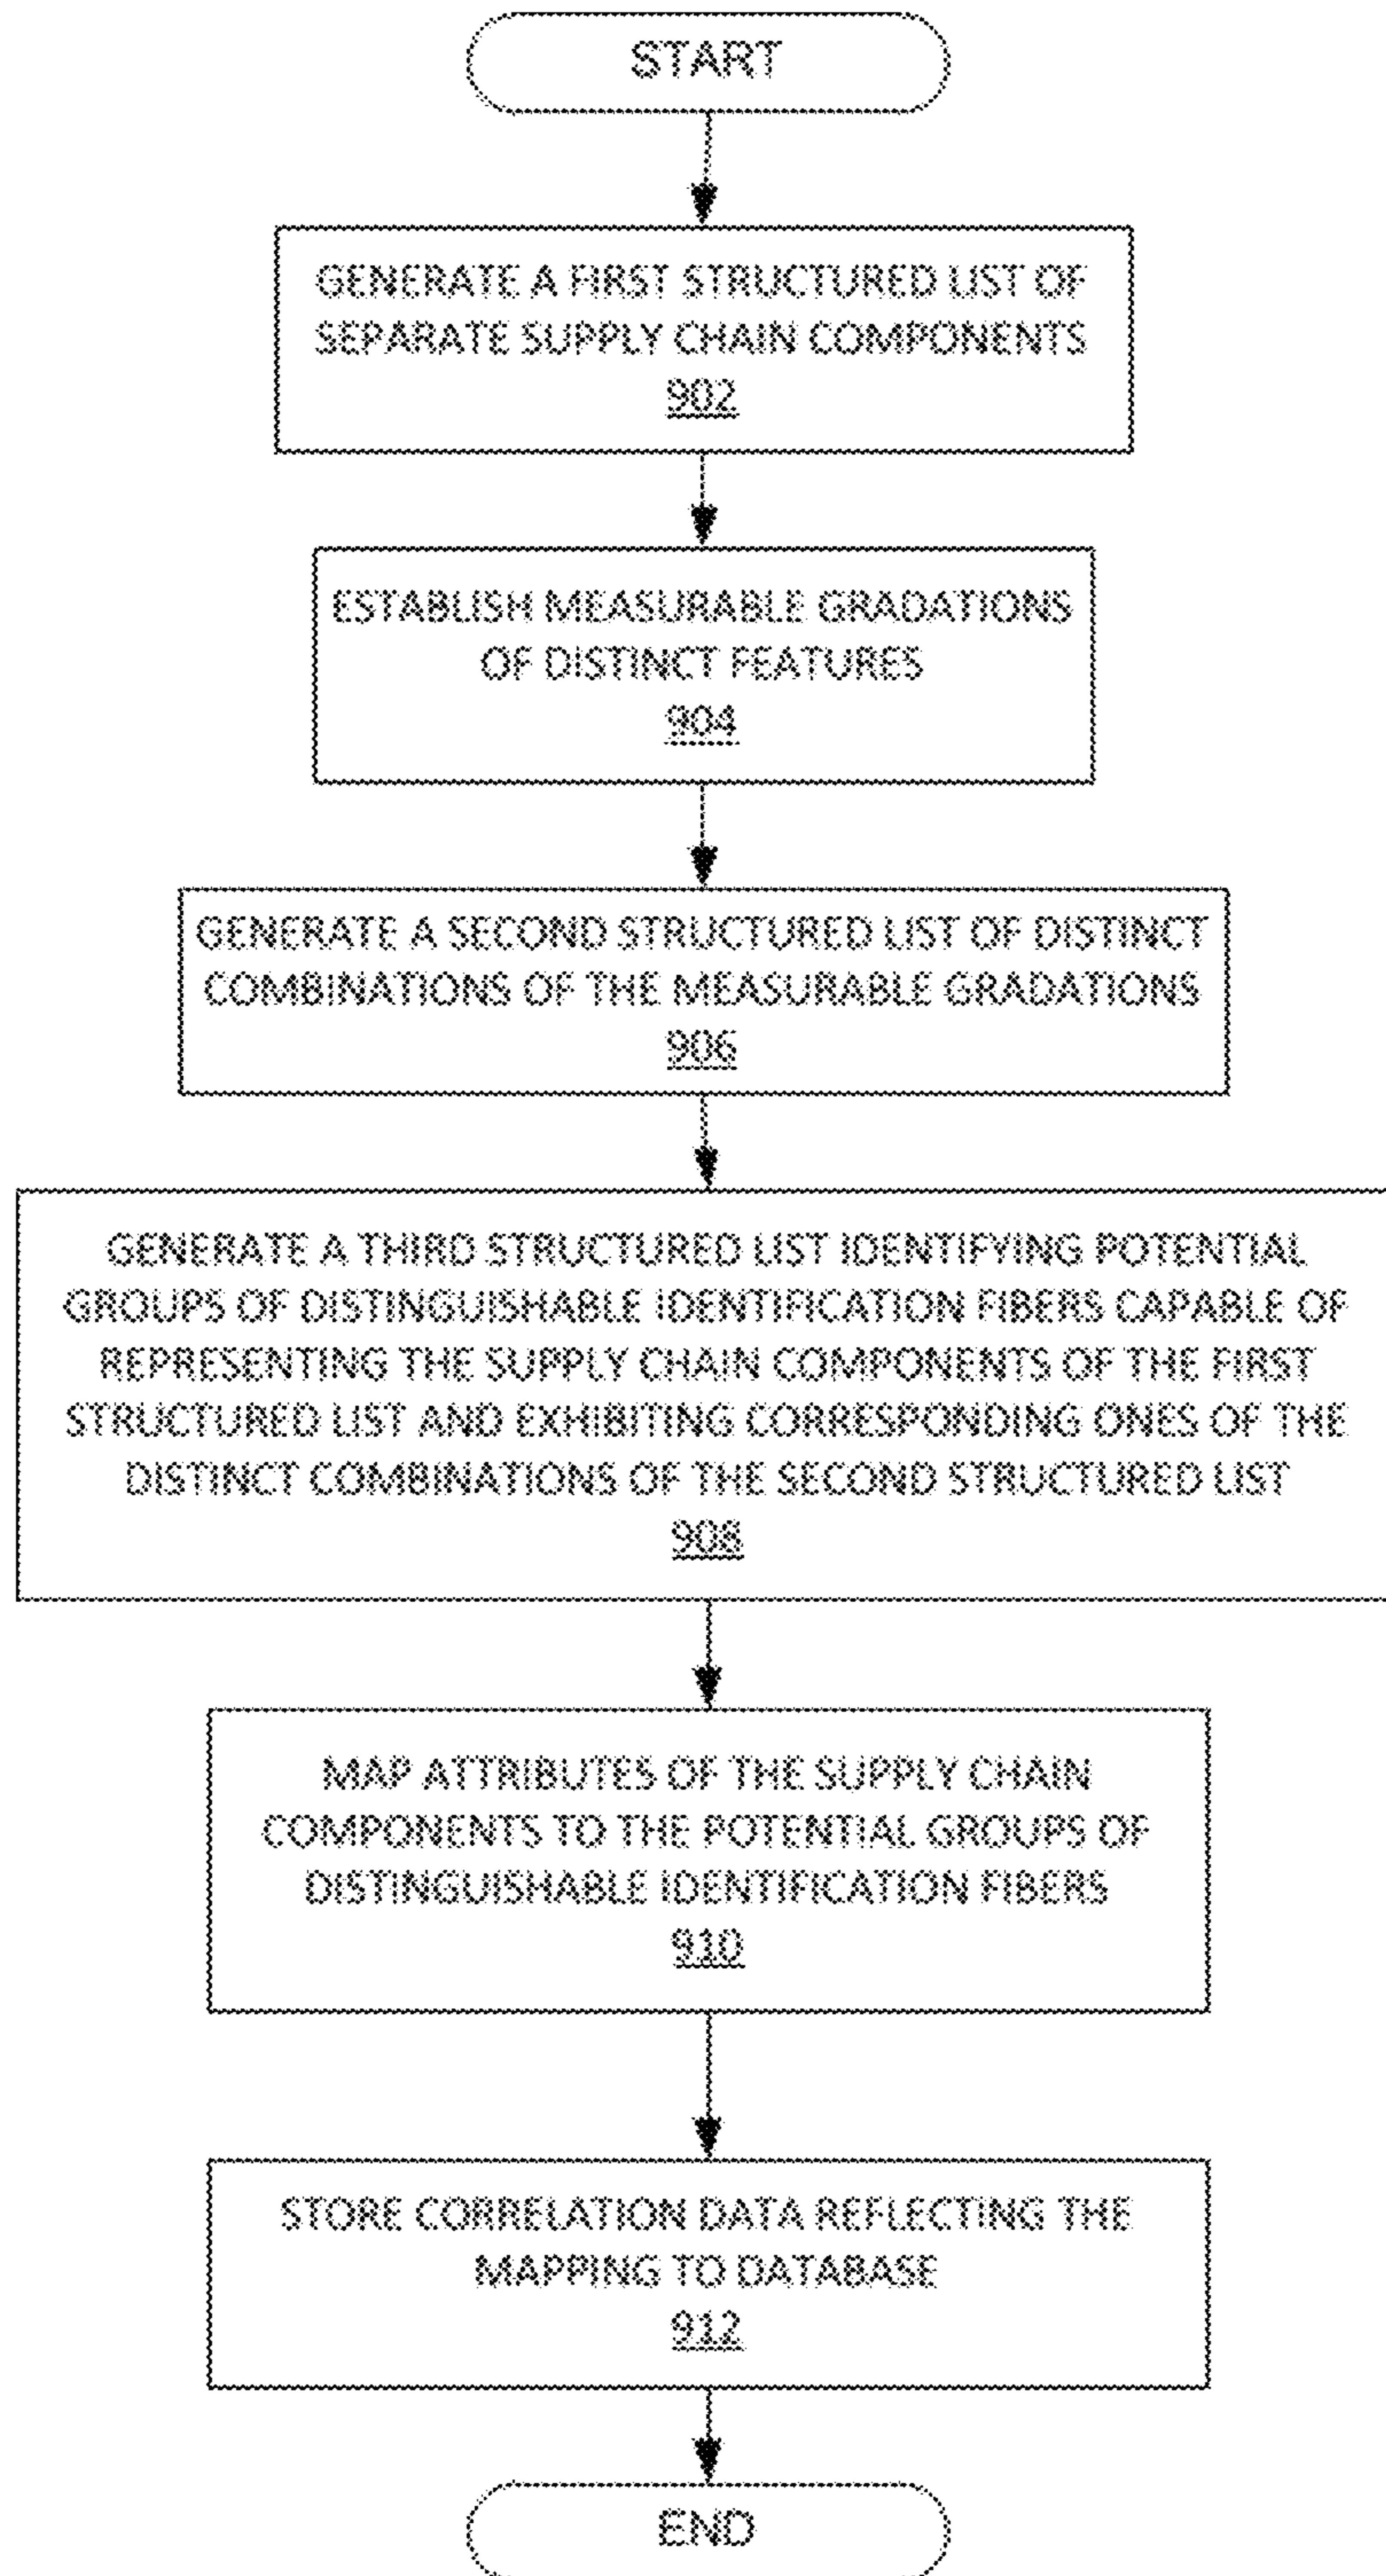 START
GENERATE A FIRST STRUCTURED LIST OF
SEPARATE SUPPLY CHAIN COMPONENTS
902
ESTABLISH MEASURABLE GRADATIONS
OF DISTINCT FEATURES
904
GENERATE A SECOND STRUCTURED LIST OF DISTINCT
COMBINATIONS OF THE MEASURABLE GRADATIONS
906
GENERATE A THIRD STRUCTURED LIST IDENTIFYING POTENTIAL
GROUPS OF DISTINGUISHABLE IDENTIFICATION FIBERS CAPABLE OF
REPRESENTING THE SUPPLY CHAIN COMPONENTS OF THE FIRST
STRUCTURED LIST AND EXHIBITING CORRESPONDING ONES OF THE
DISTINCT COMBINATIONS OF THE SECOND STRUCTURED LIST
908
MAP ATTRIBUTES OF THE SUPPLY CHAIN
COMPONENTS TO THE POTENTIAL GROUPS OF
DISTINGUISHABLE IDENTIFICATION FIBERS
910
STORE CORRELATION DATA REFLECTING THE
MAPPING TO DATABASE
912
END